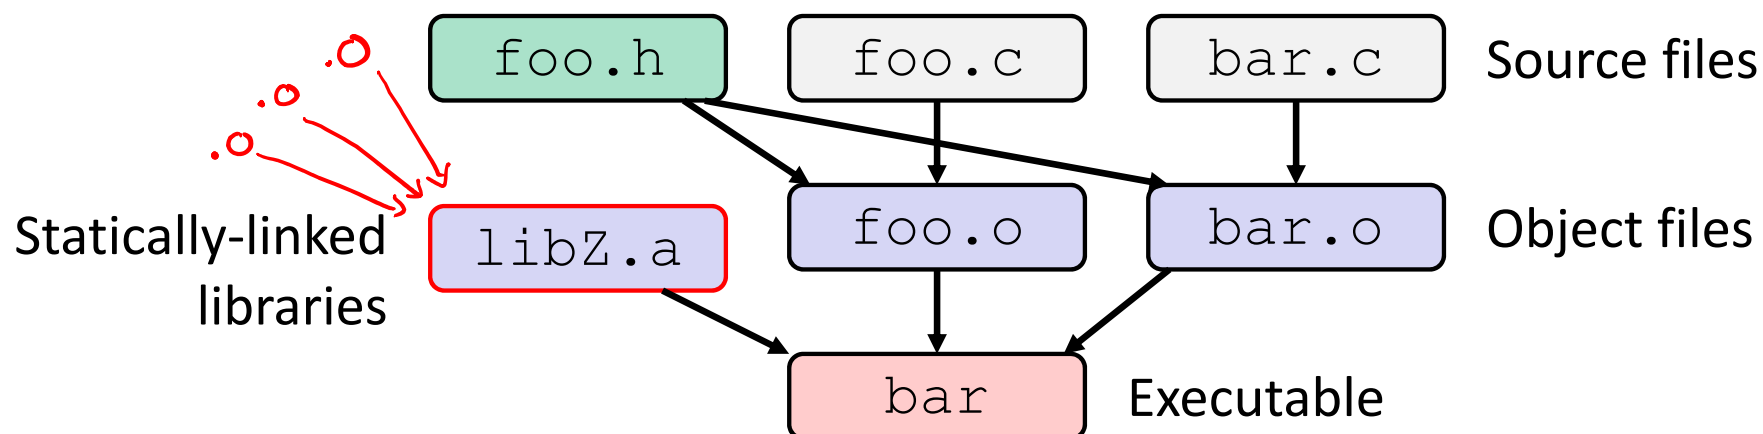 foo.h foo.c bar.c Source files
.o
.o
.o
Statically-linked
libraries
libZ.a foo.o bar.o Object files
bar Executable